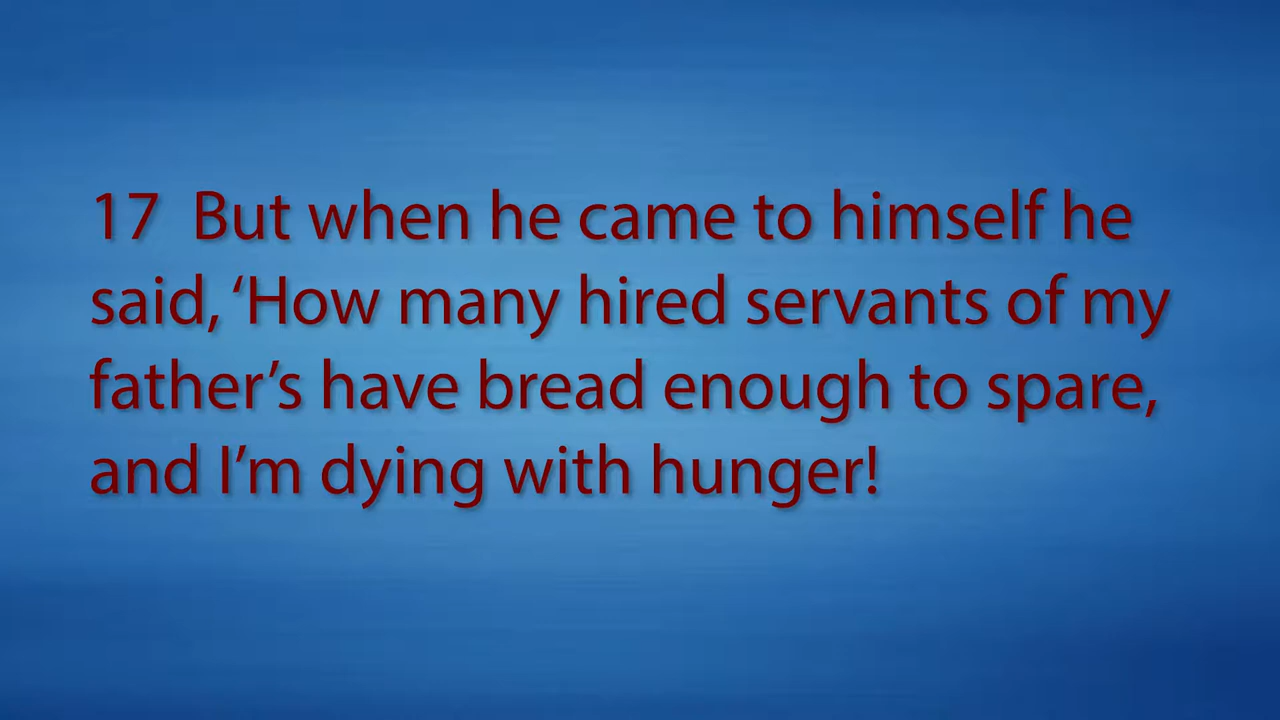 17  But when he came to himself he
said, ‘How many hired servants of my
father’s have bread enough to spare,
and I’m dying with hunger!